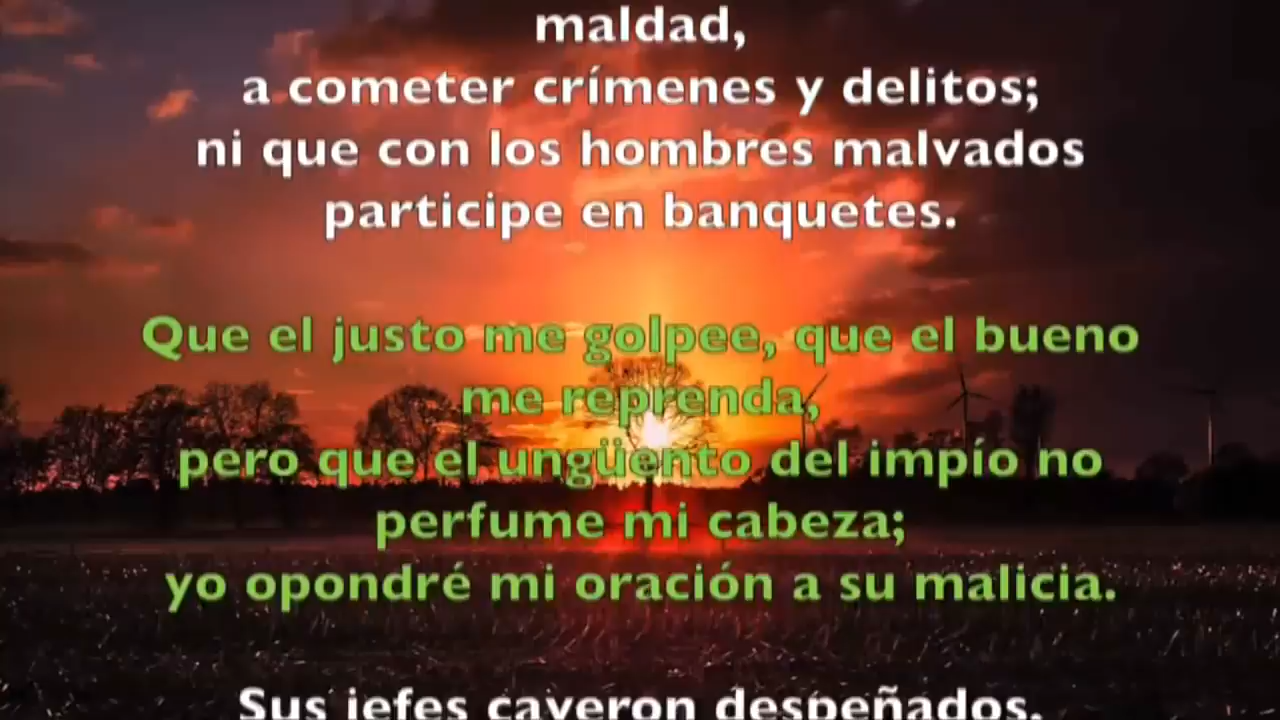 maldad,
a cometer crímenes y delitos;
ni que con los hombres malvados
participe en banquetes.
Que el justo me golpee, que el bueno
me reprenda,
pero que el ungüento del impío no
perfume mi cabeza;
yo opondré mi oración a su malicia.
Sus jefes cayeron despeñados,